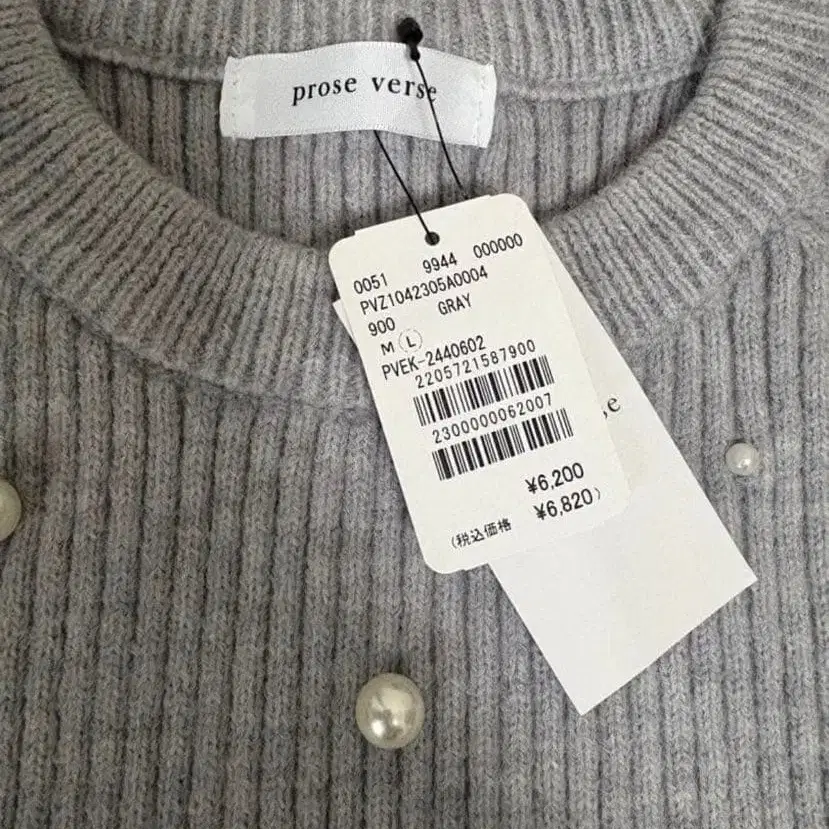 prose verse
0051 9944 000000
PVZ1042305A0004
900 GRAY
M L
PVEK-2440602
2205721587900
2300000062007
¥6,200
(税込価格 ¥6,820)